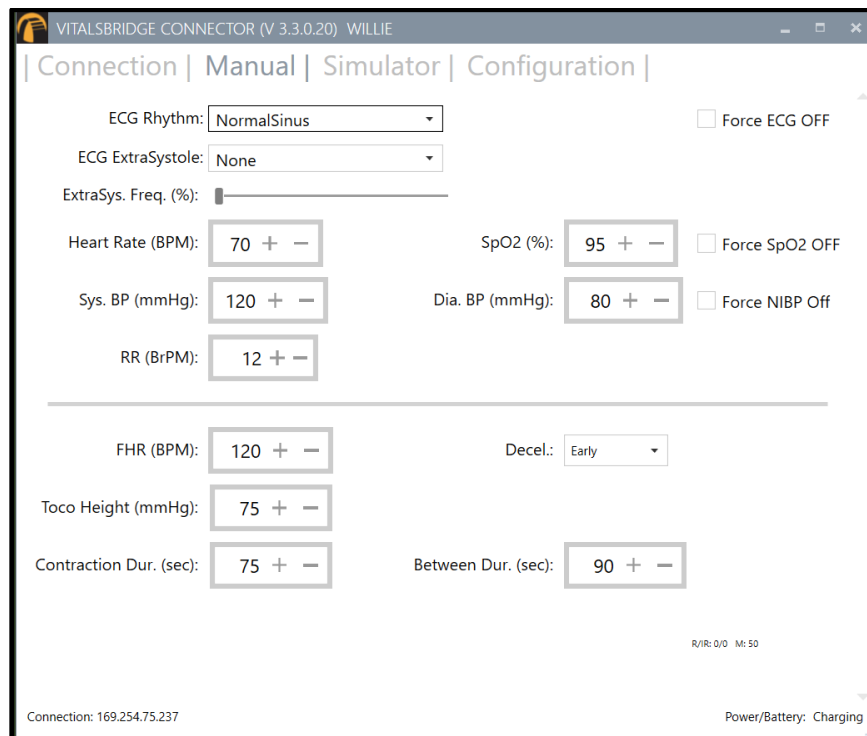 VITALSBRIDGE CONNECTOR (V 3.3.0.20) WILLIE
| Connection | Manual | Simulator | Configuration |
ECG Rhythm: NormalSinus Force ECG OFF
ECG ExtraSystole: None
ExtraSys. Freq. (%):
Heart Rate (BPM): 70 + − SpO2 (%): 95 + − Force SpO2 OFF
Sys. BP (mmHg): 120 + − Dia. BP (mmHg): 80 + − Force NIBP Off
RR (BrPM): 12 + −
FHR (BPM): 120 + − Decel.: Early
Toco Height (mmHg): 75 + −
Contraction Dur. (sec): 75 + − Between Dur. (sec): 90 + −
R/IR: 0/0 M: 50
Connection: 169.254.75.237 Power/Battery: Charging